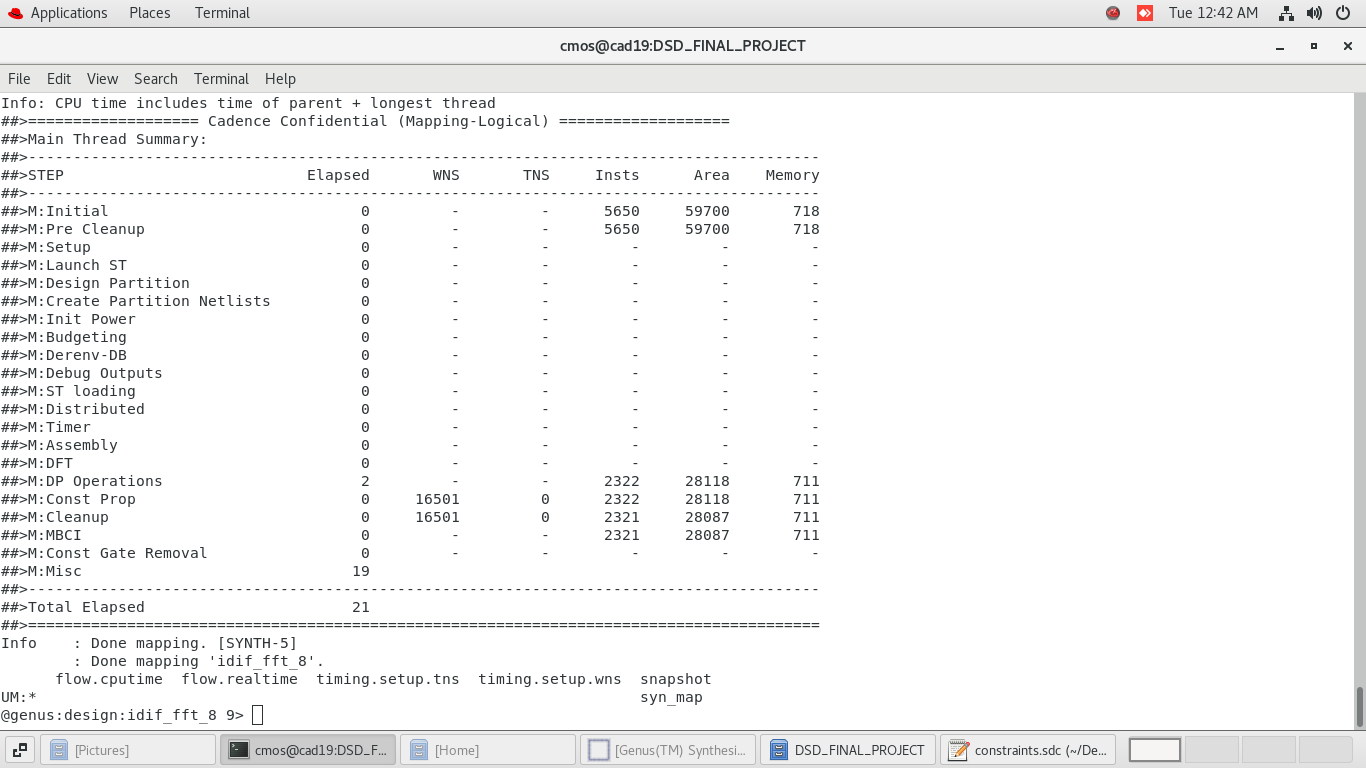 Applications Places Terminal Tue 12:42 AM
cmos@cad19:DSD_FINAL_PROJECT
File Edit View Search Terminal Help
Info: CPU time includes time of parent + longest thread
##>=================== Cadence Confidential (Mapping-Logical) ===================
##>Main Thread Summary:
##>----------------------------------------------------------------------------------------
##>STEP                           Elapsed       WNS       TNS     Insts      Area    Memory
##>----------------------------------------------------------------------------------------
##>M:Initial                            0         -         -      5650     59700       718
##>M:Pre Cleanup                        0         -         -      5650     59700       718
##>M:Setup                              0         -         -         -         -         -
##>M:Launch ST                          0         -         -         -         -         -
##>M:Design Partition                   0         -         -         -         -         -
##>M:Create Partition Netlists          0         -         -         -         -         -
##>M:Init Power                         0         -         -         -         -         -
##>M:Budgeting                          0         -         -         -         -         -
##>M:Derenv-DB                          0         -         -         -         -         -
##>M:Debug Outputs                      0         -         -         -         -         -
##>M:ST loading                         0         -         -         -         -         -
##>M:Distributed                        0         -         -         -         -         -
##>M:Timer                              0         -         -         -         -         -
##>M:Assembly                           0         -         -         -         -         -
##>M:DFT                                0         -         -         -         -         -
##>M:DP Operations                      2         -         -      2322     28118       711
##>M:Const Prop                         0     16501         0      2322     28118       711
##>M:Cleanup                            0     16501         0      2321     28087       711
##>M:MBCI                               0         -         -      2321     28087       711
##>M:Const Gate Removal                 0         -         -         -         -         -
##>M:Misc                              19
##>----------------------------------------------------------------------------------------
##>Total Elapsed                       21
##>========================================================================================
Info    : Done mapping. [SYNTH-5]
        : Done mapping 'idif_fft_8'.
      flow.cputime  flow.realtime  timing.setup.tns  timing.setup.wns  snapshot
UM:*                                                                   syn_map
@genus:design:idif_fft_8 9>
[Pictures] cmos@cad19:DSD_F... [Home] [Genus(TM) Synthesi... DSD_FINAL_PROJECT constraints.sdc (~/De...